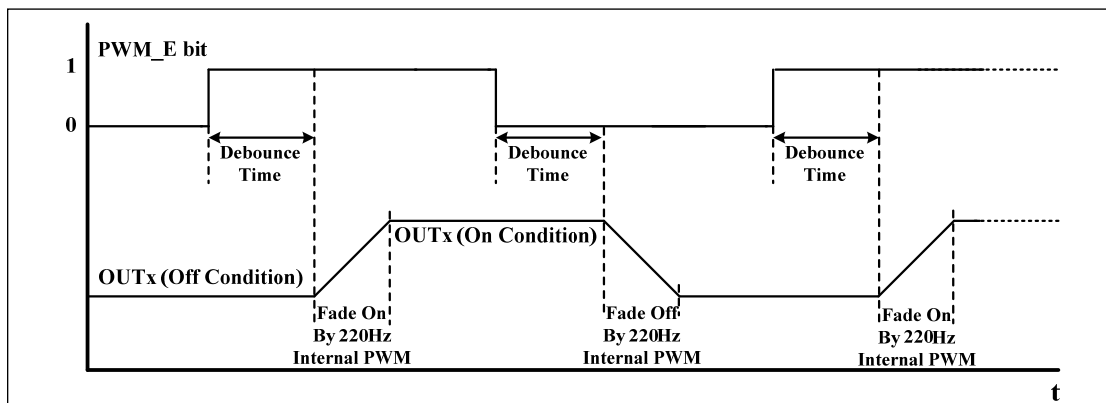 PWM_E bit
1
0
Debounce
Time
Debounce
Time
Debounce
Time
OUTx (On Condition)
OUTx (Off Condition)
Fade On
By 220Hz
Internal PWM
Fade Off
By 220Hz
Internal PWM
Fade On
By 220Hz
Internal PWM
t